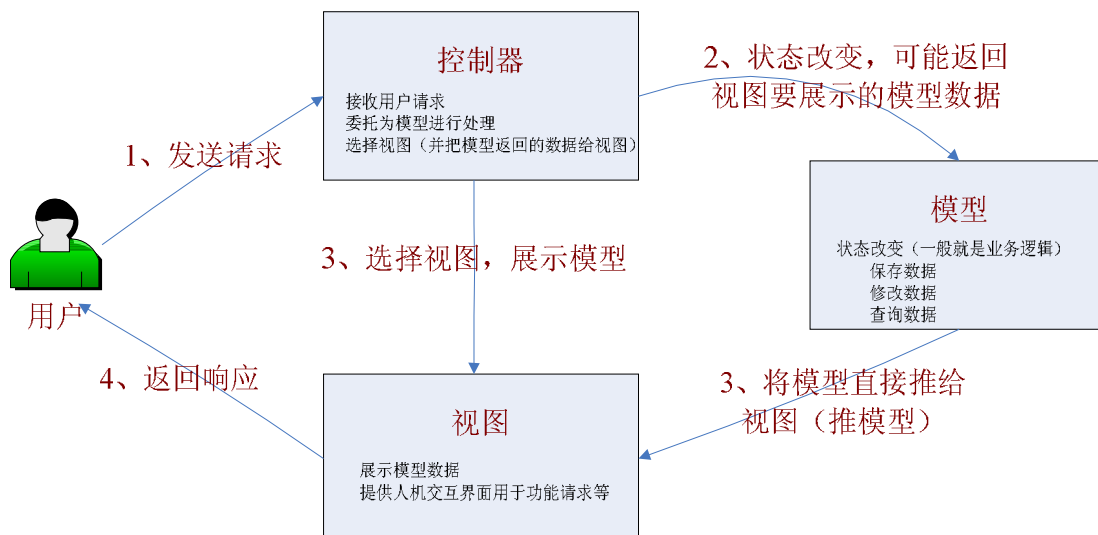 控制器
接收用户请求
委托为模型进行处理
选择视图（并把模型返回的数据给视图）
2、状态改变，可能返回
视图要展示的模型数据
1、发送请求
模型
状态改变（一般就是业务逻辑）
保存数据
修改数据
查询数据
3、选择视图，展示模型
用户
4、返回响应
3、将模型直接推给
视图（推模型）
视图
展示模型数据
提供人机交互界面用于功能请求等